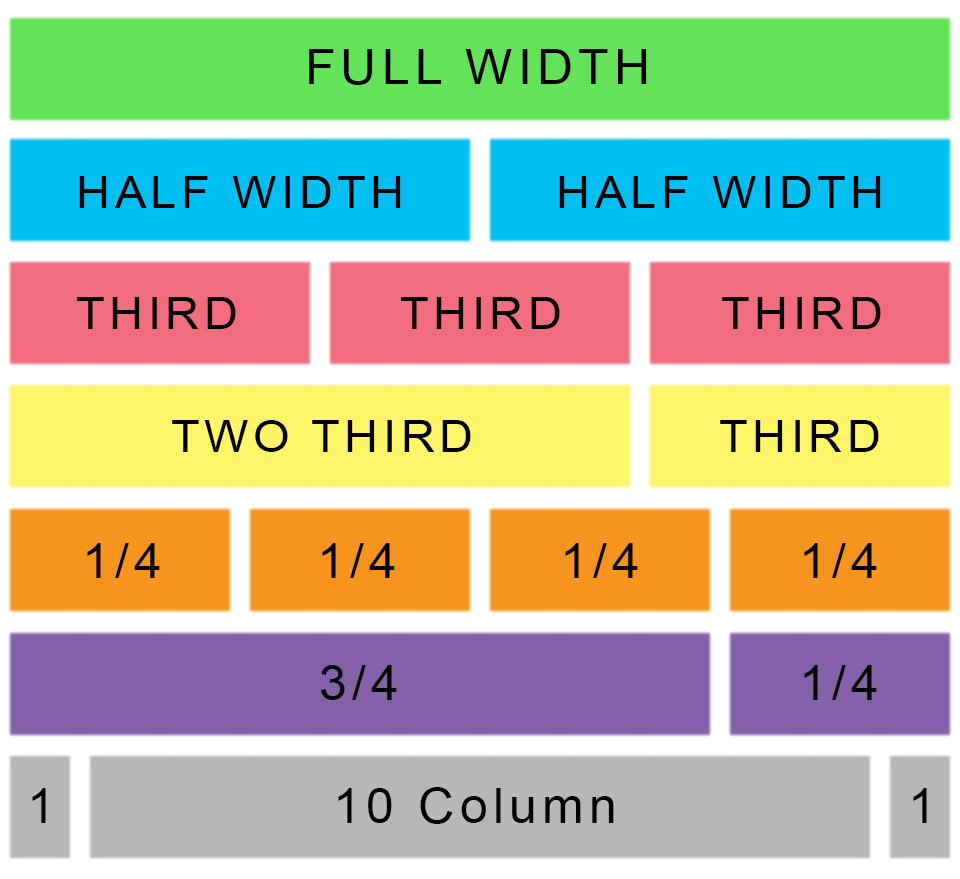 FULL WIDTH
HALF WIDTH HALF WIDTH
THIRD THIRD THIRD
TWO THIRD THIRD
1/4 1/4 1/4 1/4
3/4 1/4
1 10 Column 1